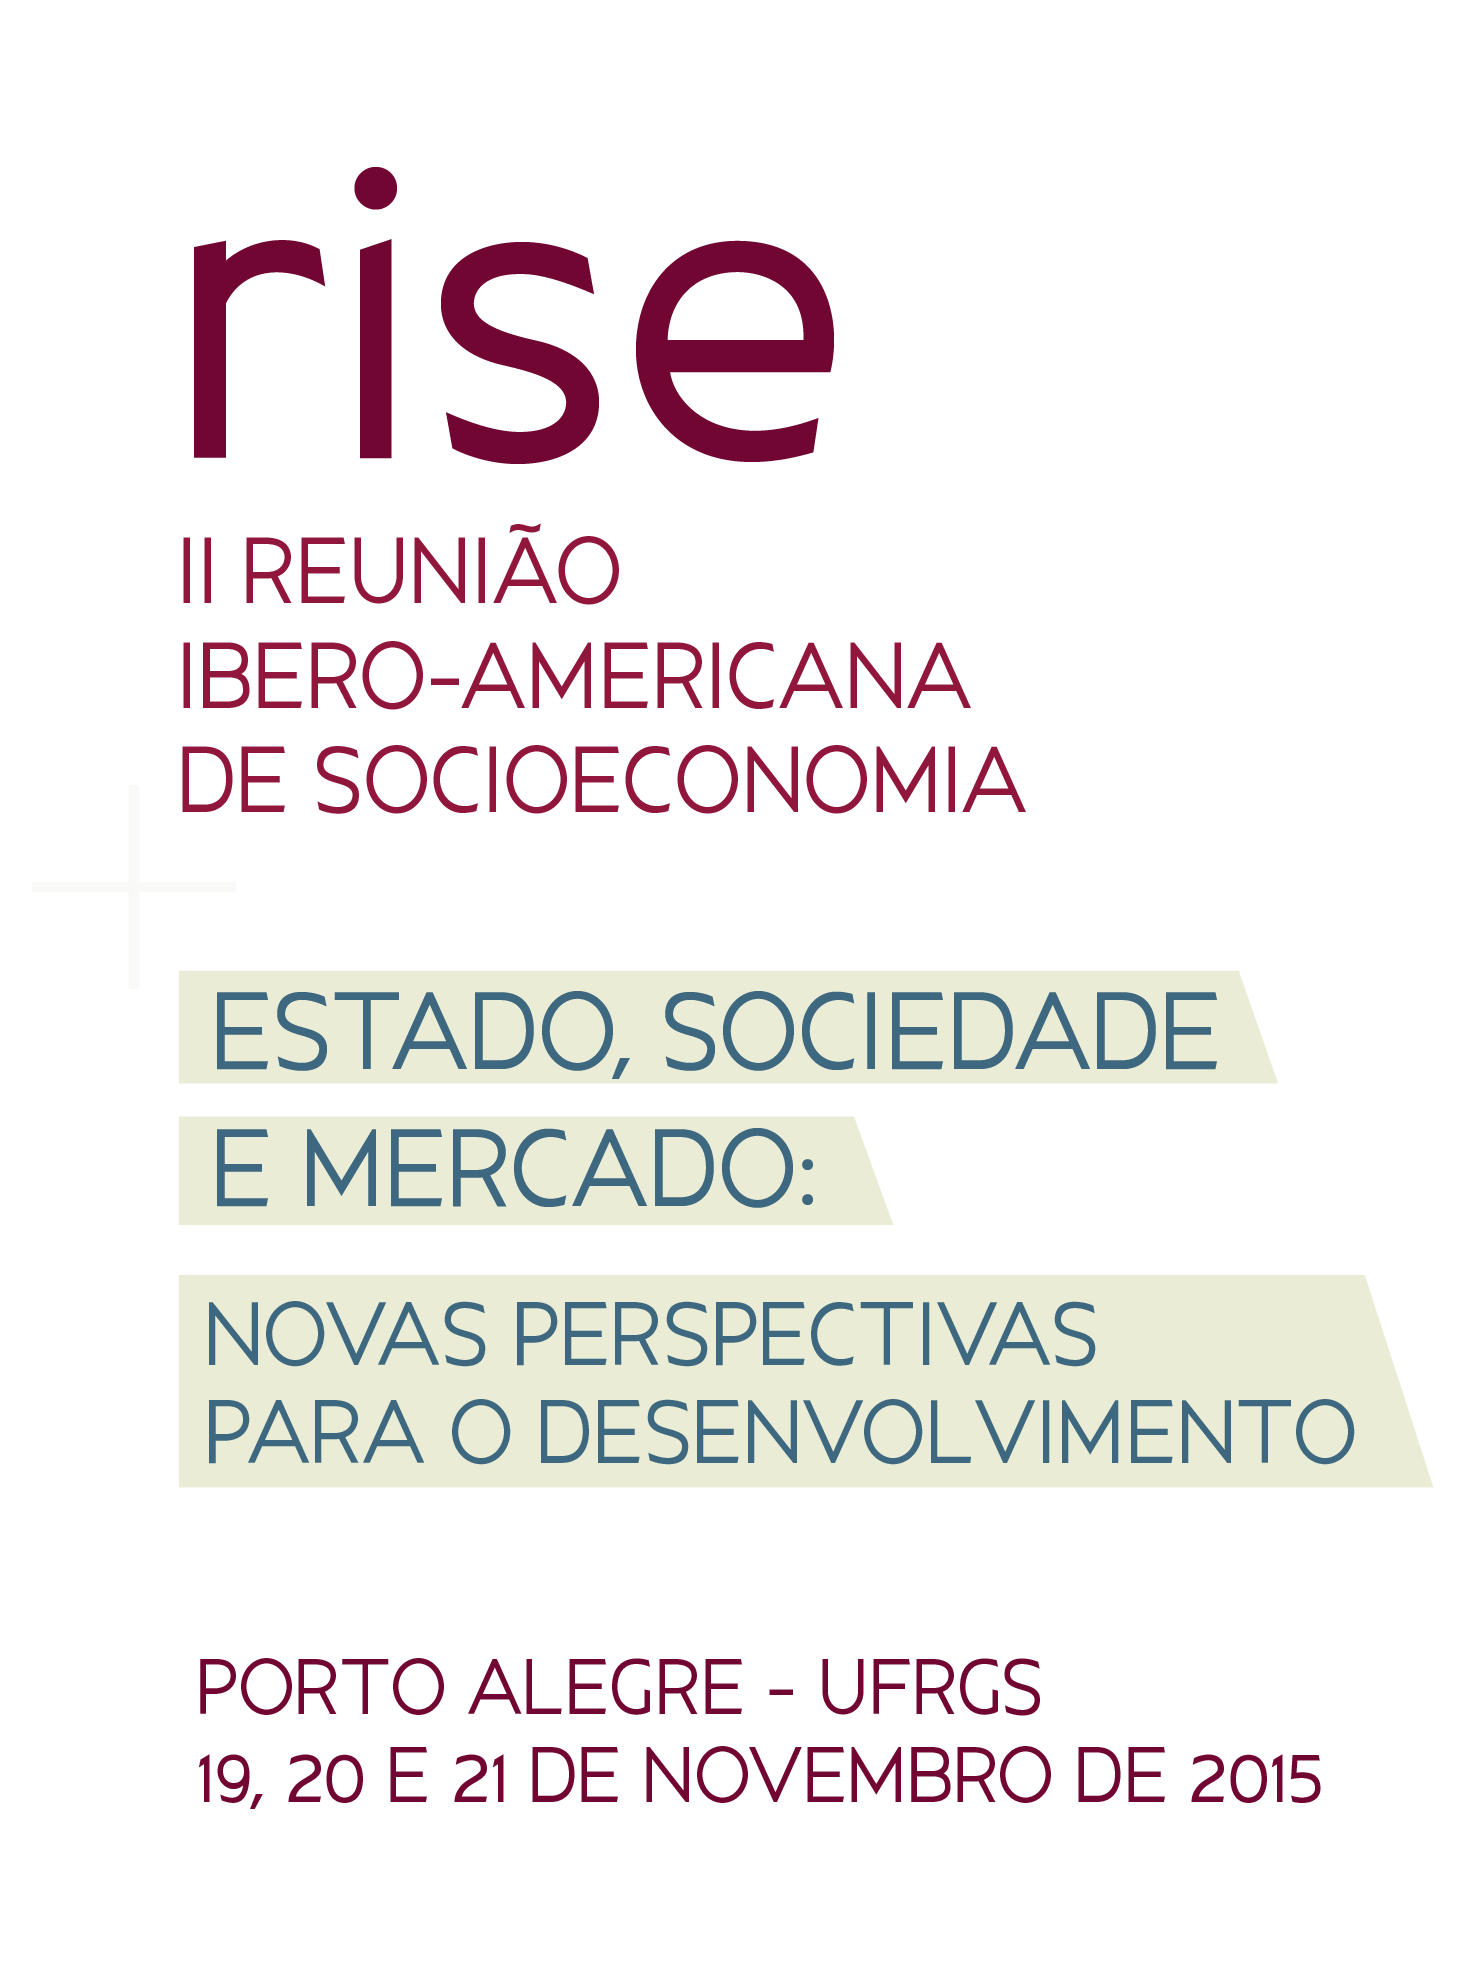 rise
II REUNIÃO
IBERO-AMERICANA
DE SOCIOECONOMIA
ESTADO, SOCIEDADE
E MERCADO:
NOVAS PERSPECTIVAS
PARA O DESENVOLVIMENTO
PORTO ALEGRE - UFRGS
19, 20 E 21 DE NOVEMBRO DE 2015